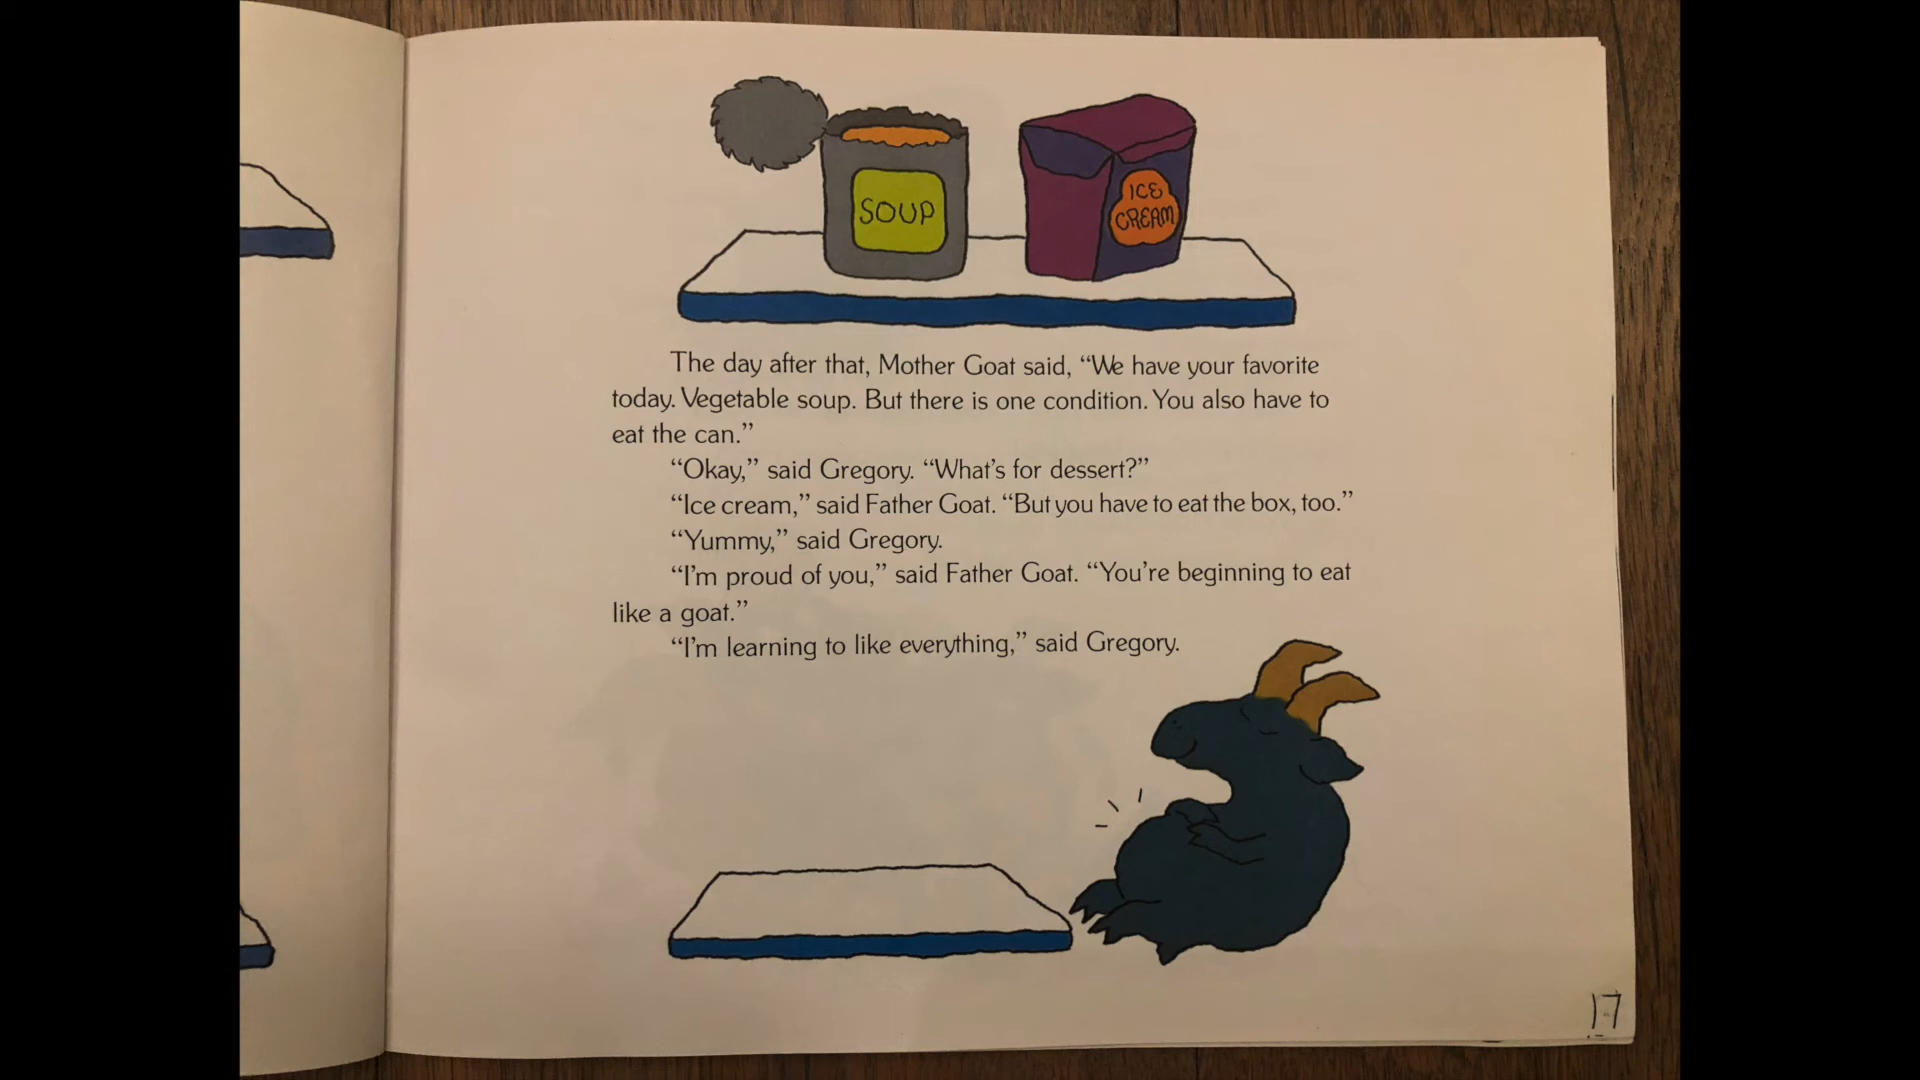 SOUP
ICE
CREAM
The day after that, Mother Goat said, “We have your favorite
today. Vegetable soup. But there is one condition. You also have to
eat the can.”
“Okay,” said Gregory. “What’s for dessert?”
“Ice cream,” said Father Goat. “But you have to eat the box, too.”
“Yummy,” said Gregory.
“I’m proud of you,” said Father Goat. “You’re beginning to eat
like a goat.”
“I’m learning to like everything,” said Gregory.
17